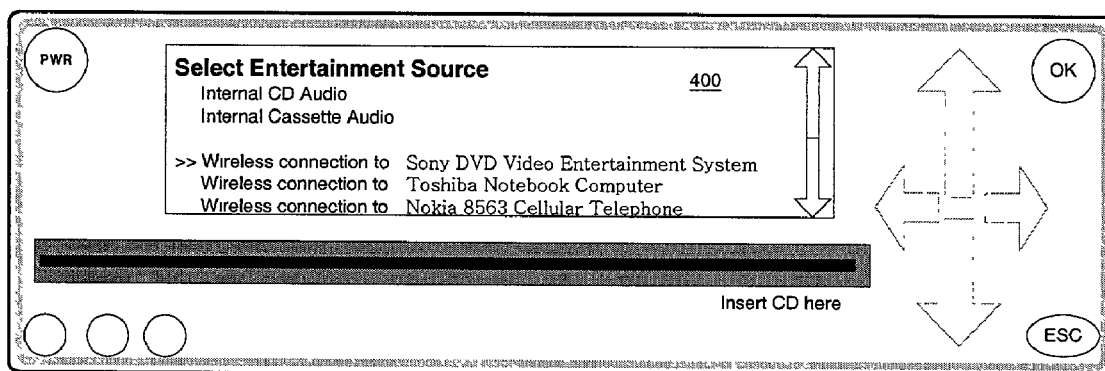 PWR
Select Entertainment Source
400
OK
Internal CD Audio
Internal Cassette Audio
>> Wireless connection to Sony DVD Video Entertainment System
Wireless connection to Toshiba Notebook Computer
Wireless connection to Nokia 8563 Cellular Telephone
Insert CD here
ESC